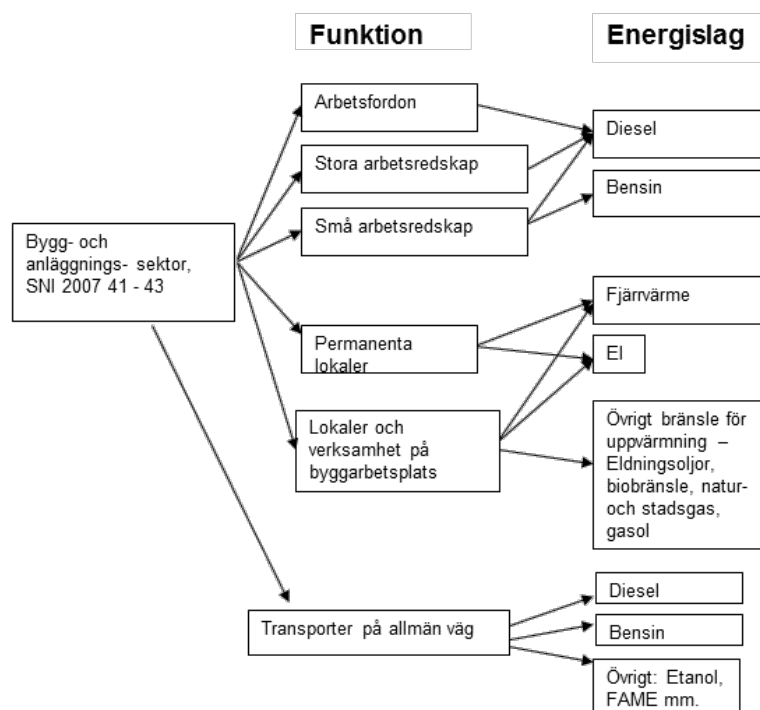 Funktion
Energislag
Arbetsfordon
Stora arbetsredskap
Små arbetsredskap
Diesel
Bensin
Bygg- och
anläggnings- sektor,
SNI 2007 41 - 43
Permanenta
lokaler
Fjärrvärme
El
Lokaler och
verksamhet på
byggarbetsplats
Övrigt bränsle för
uppvärmning –
Eldningsoljor,
biobränsle, natur-
och stadsgas,
gasol
Transporter på allmän väg
Diesel
Bensin
Övrigt: Etanol,
FAME mm.